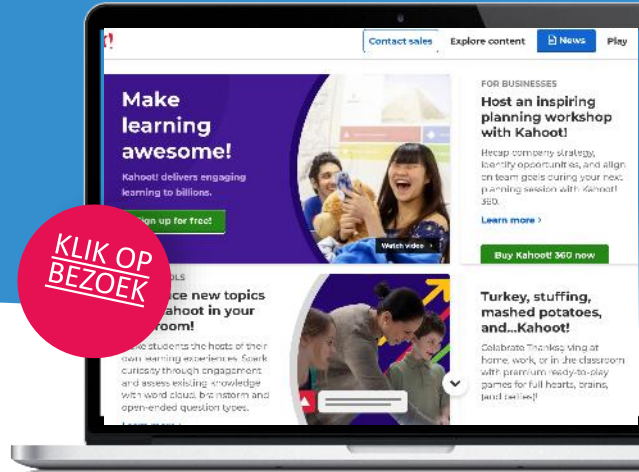 !
Contact sales
Explore content
News
Play
Make
learning
awesome!
Kahoot! delivers engaging
learning to billions.
ign up for free!
Watch video
FOR BUSINESSES
Host an inspiring
planning workshop
with Kahoot!
Recap company strategy,
identify opportunities, and align
on team goals during your next
planning session with Kahoot!
360.
Learn more ›
Buy Kahoot! 360 now
KLIK OP
BEZOEK
OLS
ce new topics
ahoot in your
room!
ke students the hosts of their
own learning experiences. Spark
curiosity through engagement
and assess existing knowledge
with word cloud, brainstorm and
open-ended question types.
Learn more ›
Turkey, stuffing,
mashed potatoes,
and...Kahoot!
Celebrate Thanksgiving at
home, work, or in the classroom
with premium ready-to-play
games for full hearts, brains,
(and bellies)!